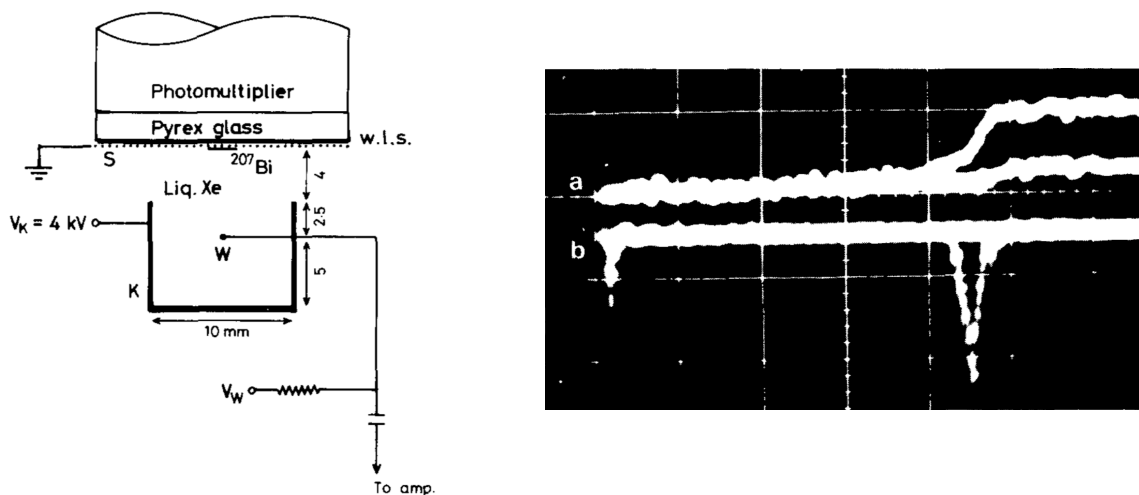 Photomultiplier
Pyrex glass
w.l.s.
S
²⁰⁷Bi
4
Liq. Xe
V_K = 4 kV
2.5
W
5
K
10 mm
V_W
To amp.
a
b